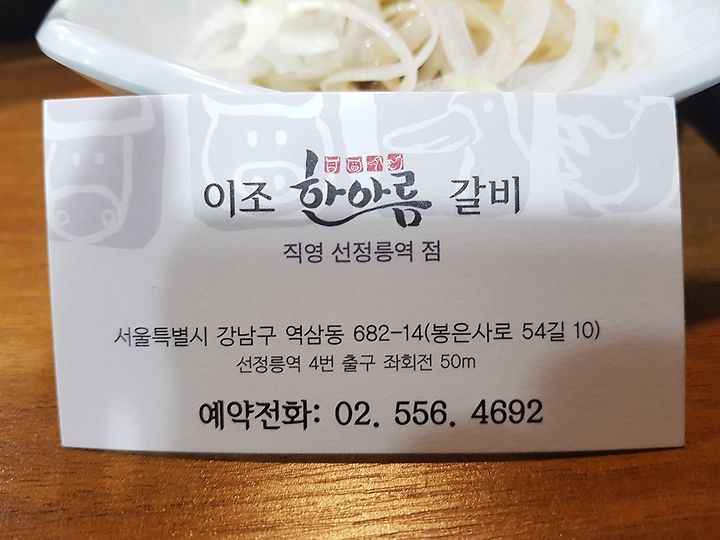 이조 한아름 갈비
직영 선정릉역 점
서울특별시 강남구 역삼동 682-14(봉은사로 54길 10)
선정릉역 4번 출구 좌회전 50m
예약전화: 02. 556. 4692